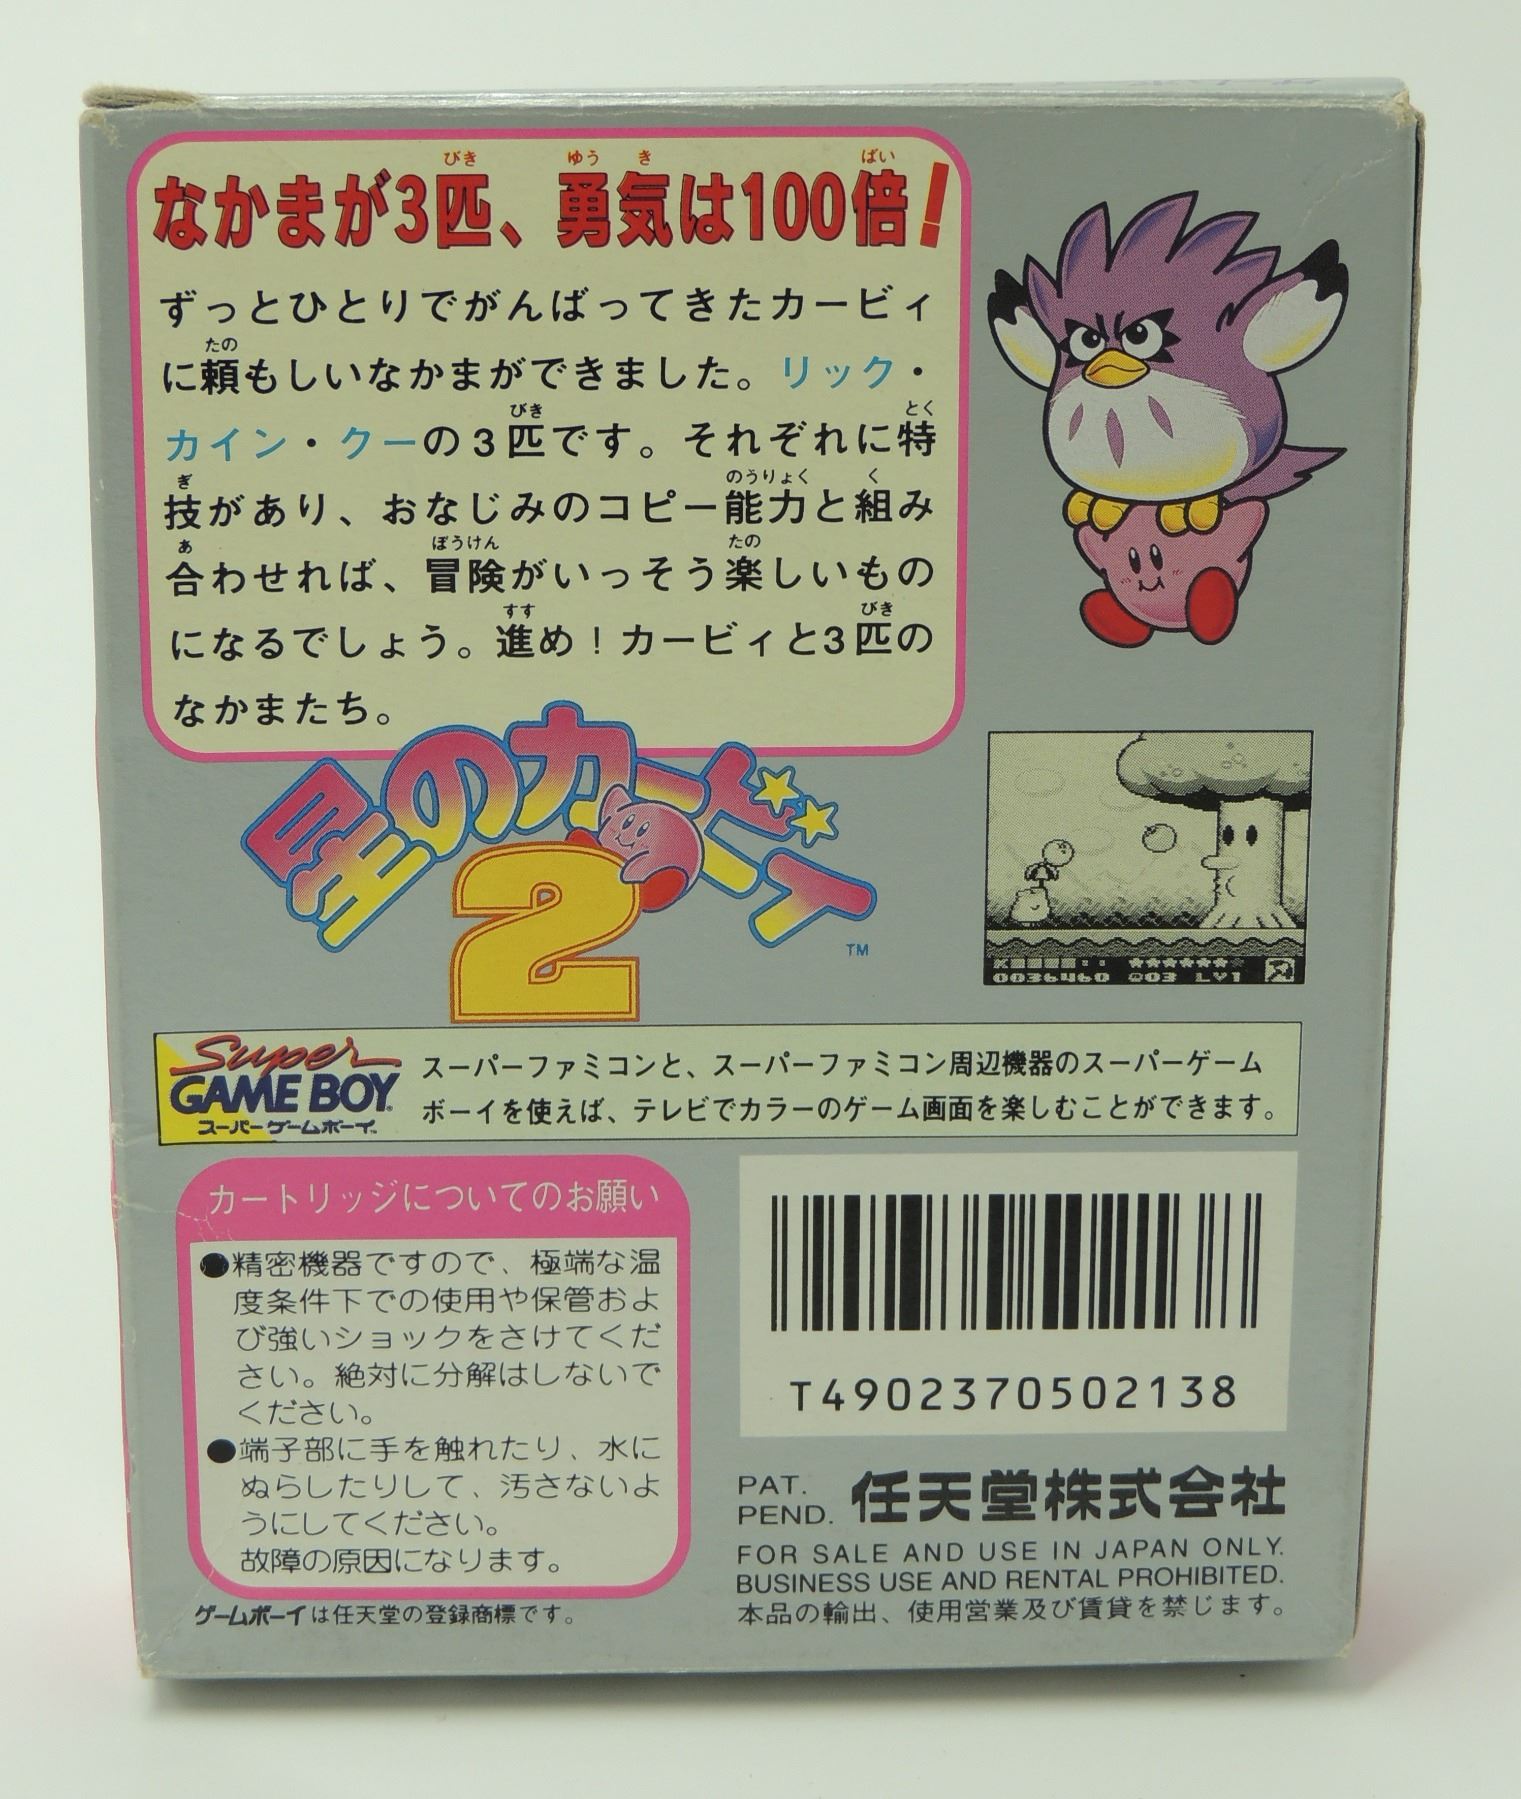 なかまが3匹、勇気は100倍!
ずっとひとりでがんばってきたカービィ
に頼もしいなかまができました。リック・
カイン・クーの3匹です。それぞれに特
技があり、おなじみのコピー能力と組み
合わせれば、冒険がいっそう楽しいもの
になるでしょう。進め!カービィと3匹の
なかまたち。
星のカービィ
2
TM
0036460 03 LV1
Super
GAME BOY
スーパーゲームボーイ
スーパーファミコンと、スーパーファミコン周辺機器のスーパーゲーム
ボーイを使えば、テレビでカラーのゲーム画面を楽しむことができます。
カートリッジについてのお願い
●精密機器ですので、極端な温
度条件下での使用や保管およ
び強いショックをさけてくだ
さい。絶対に分解はしないで
ください。
●端子部に手を触れたり、水に
ぬらしたりして、汚さないよ
うにしてください。
故障の原因になります。
ゲームボーイは任天堂の登録商標です。
T4902370502138
PAT.
PEND.
任天堂株式会社
FOR SALE AND USE IN JAPAN ONLY.
BUSINESS USE AND RENTAL PROHIBITED.
本品の輸出、使用営業及び賃貸を禁じます。